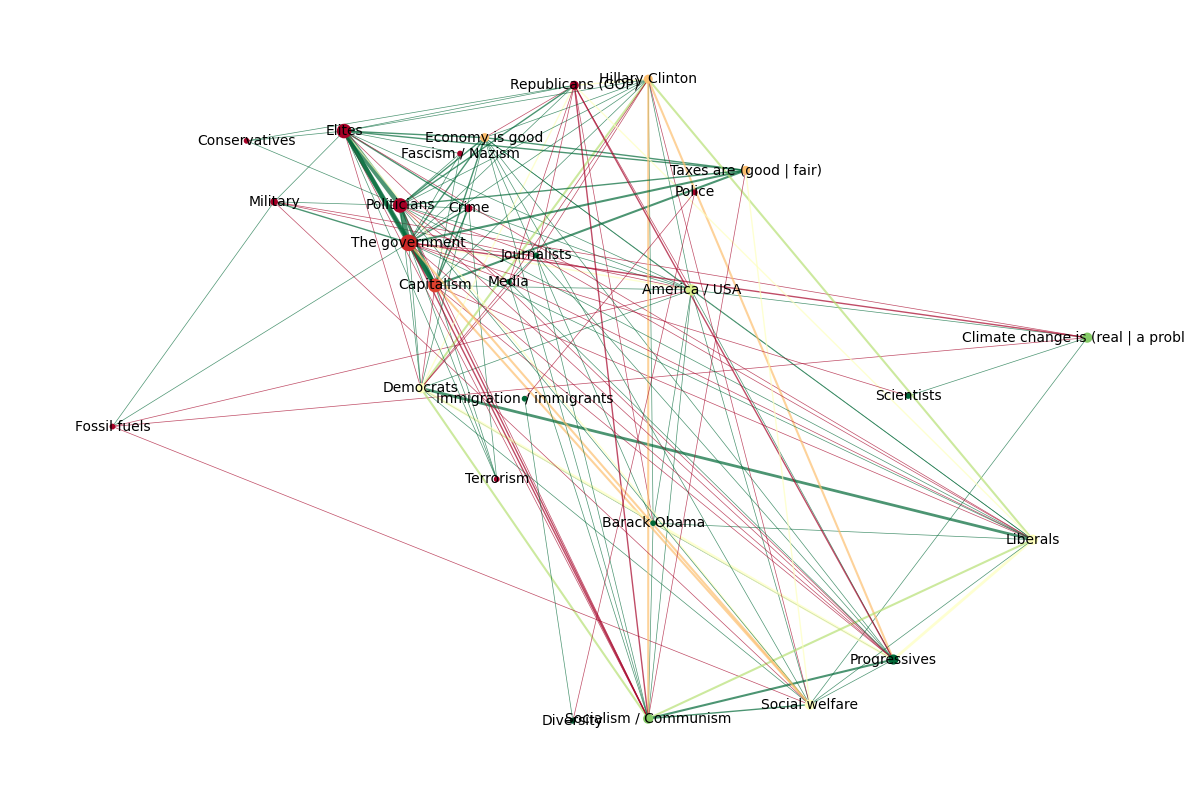 Hillary Clinton
Republicans (GOP)
Elites
Economy is good
Conservatives
Fascism / Nazism
Taxes are (good | fair)
Police
Military
Politicians
Crime
The government
Journalists
Media
Capitalism
America / USA
Climate change is (real | a probl
Democrats
Immigration / immigrants
Scientists
Fossil fuels
Terrorism
Barack Obama
Liberals
Progressives
Social welfare
Diversity
Socialism / Communism